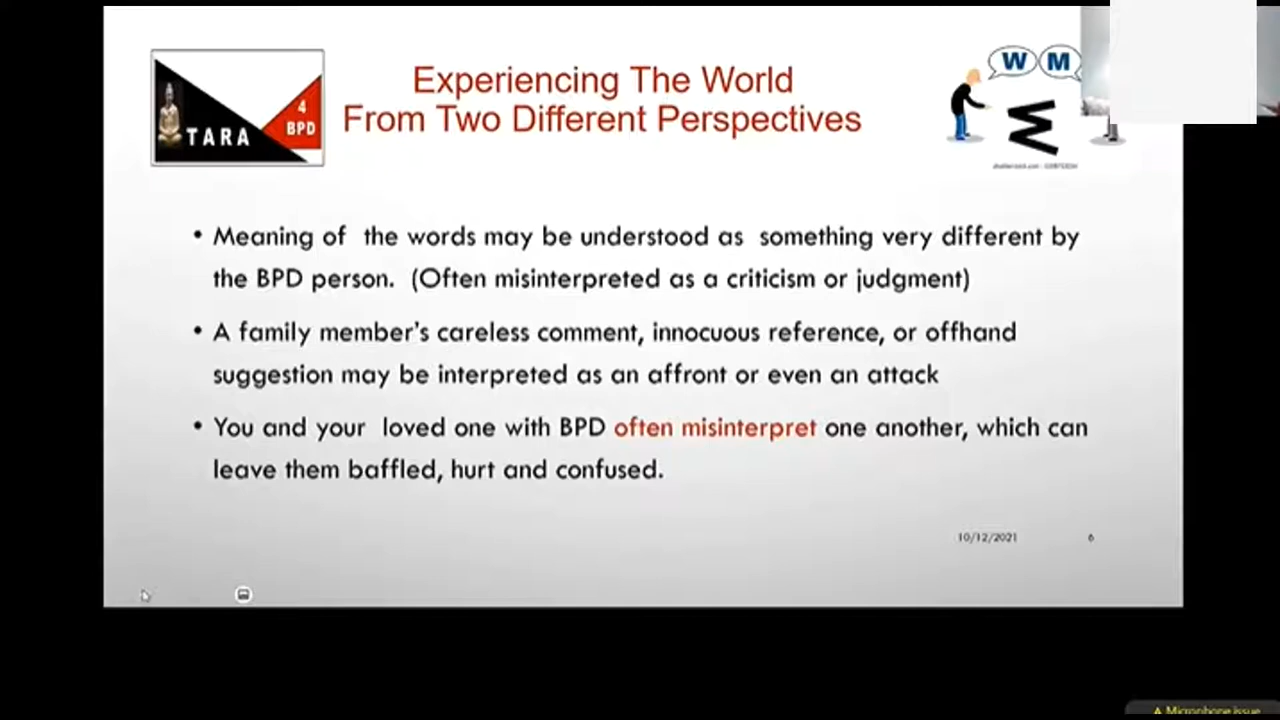 Experiencing The World
From Two Different Perspectives
TARA
4
BPD
W M
• Meaning of the words may be understood as something very different by
the BPD person. (Often misinterpreted as a criticism or judgment)
• A family member's careless comment, innocuous reference, or offhand
suggestion may be interpreted as an affront or even an attack
• You and your loved one with BPD often misinterpret one another, which can
leave them baffled, hurt and confused.
10/12/2021 6
Microphone issue